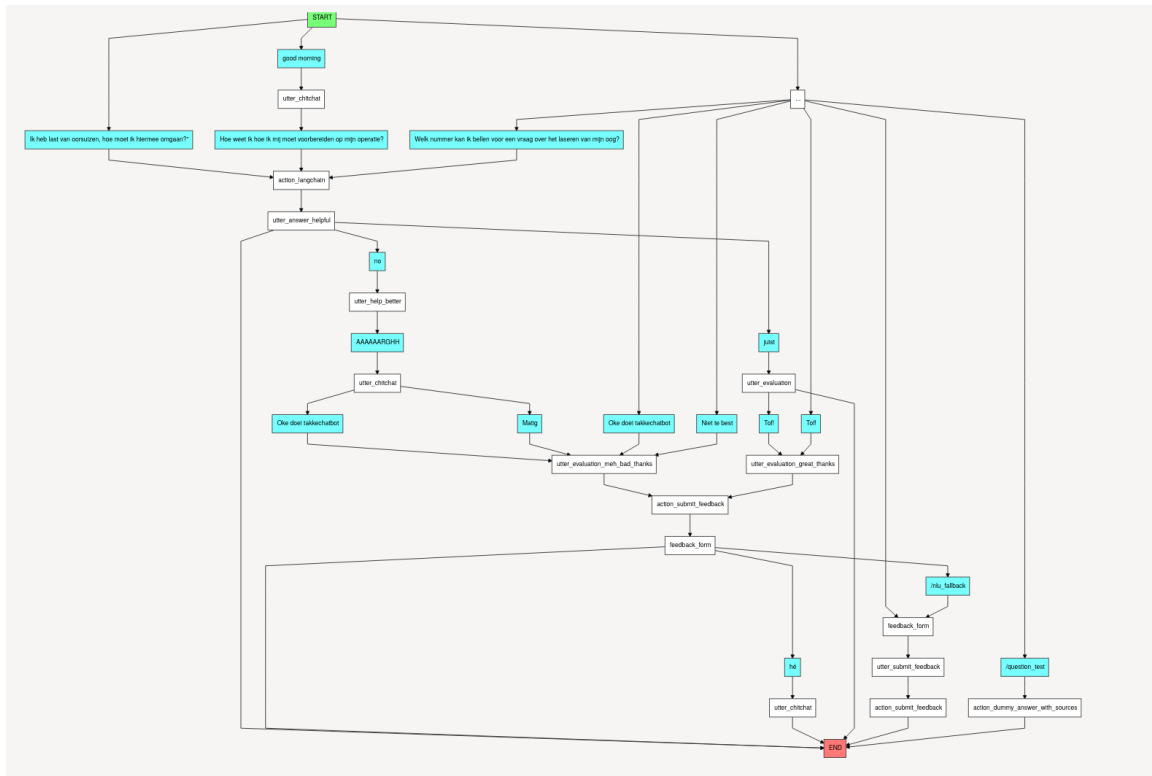 START
good morning
utter_chitchat
...
Ik heb last van oorsuizen, hoe moet ik hiermee omgaan?"
Hoe weet ik hoe ik mij moet voorbereiden op mijn operatie?
Welk nummer kan ik bellen voor een vraag over het laseren van mijn oog?
action_langchain
utter_answer_helpful
no
utter_help_better
AAAAAARGHH
juist
utter_chitchat
utter_evaluation
Oke doei takkechatbot
Matig
Oke doei takkechatbot
Niet te best
Tof!
Tof!
utter_evaluation_meh_bad_thanks
utter_evaluation_great_thanks
action_submit_feedback
feedback_form
/nlu_fallback
feedback_form
hé
utter_submit_feedback
/question_test
utter_chitchat
action_submit_feedback
action_dummy_answer_with_sources
END